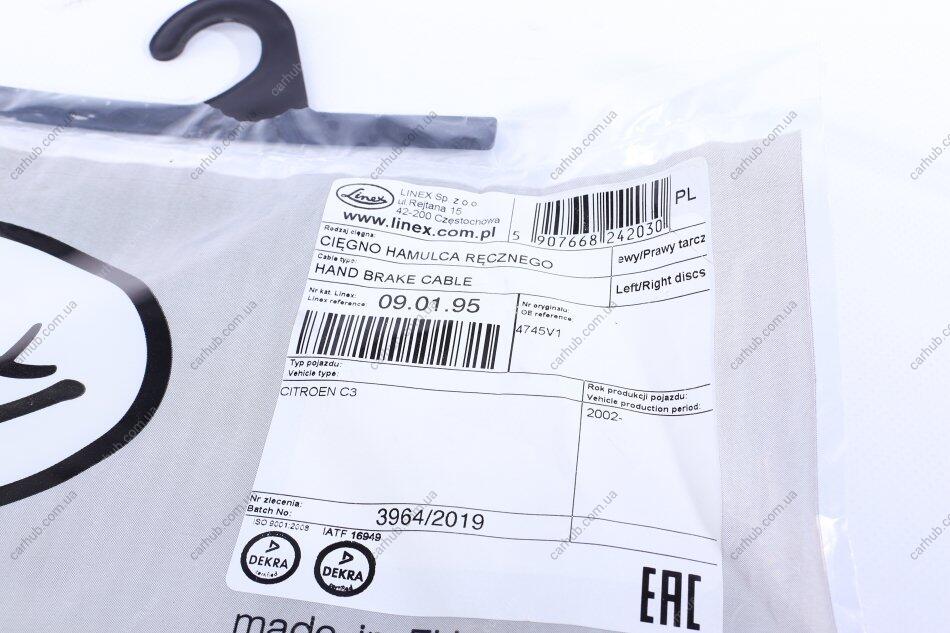 Linex
LINEX Sp. z o.o.
ul. Rejtana 15
42-200 Częstochowa
www.linex.com.pl
PL
5 907668 242030
Rodzaj cięgna:
CIĘGNO HAMULCA RĘCZNEGO
ewy/Prawy tarcz
Cable type:
HAND BRAKE CABLE
Left/Right discs
Nr kat. Linex:
Linex reference:
09.01.95
Nr oryginału:
OE reference:
4745V1
Typ pojazdu:
Vehicle type:
CITROEN C3
Rok produkcji pojazdu:
Vehicle production period:
2002-
Nr zlecenia:
Batch No:
3964/2019
ISO 9001:2008
IATF 16949
DEKRA
certified
DEKRA
certified
EAC
made in
carhub.com.ua